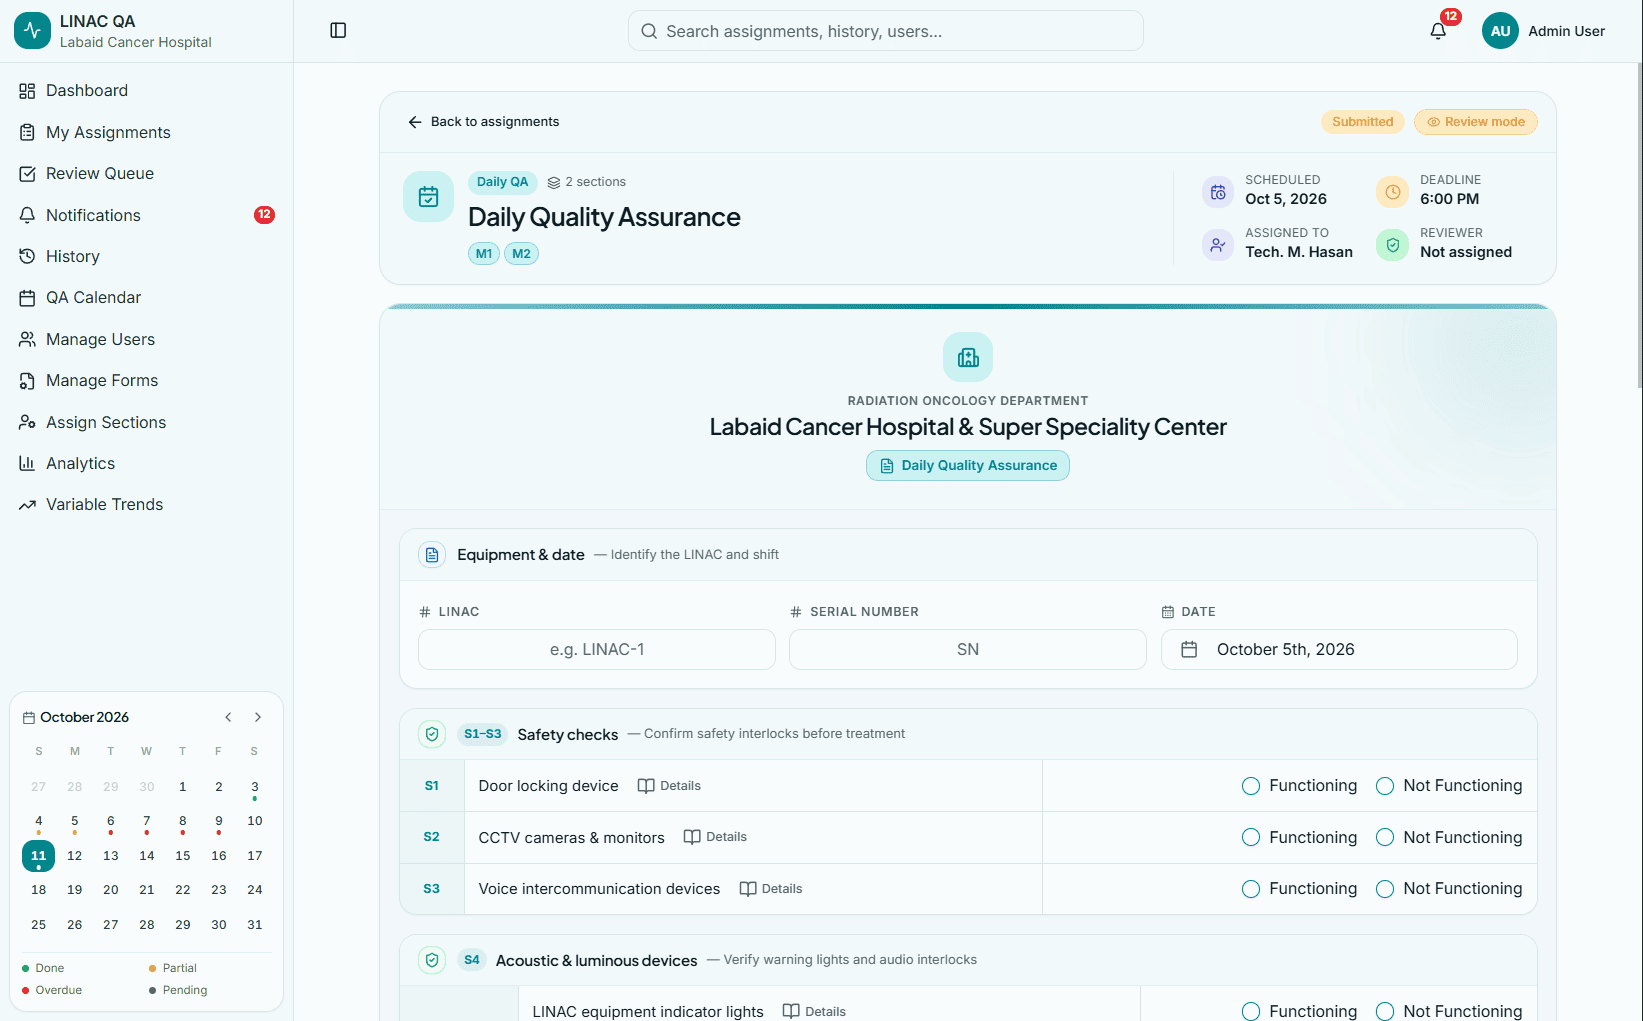 LINAC QA
Labaid Cancer Hospital
Search assignments, history, users...
12
AU
Admin User
Dashboard
My Assignments
Review Queue
Notifications
12
History
QA Calendar
Manage Users
Manage Forms
Assign Sections
Analytics
Variable Trends
October 2026
S M T W T F S
27 28 29 30 1 2 3
4 5 6 7 8 9 10
11 12 13 14 15 16 17
18 19 20 21 22 23 24
25 26 27 28 29 30 31
Done Partial
Overdue Pending
Back to assignments
Submitted
Review mode
Daily QA
2 sections
Daily Quality Assurance
M1 M2
SCHEDULED
Oct 5, 2026
DEADLINE
6:00 PM
ASSIGNED TO
Tech. M. Hasan
REVIEWER
Not assigned
RADIATION ONCOLOGY DEPARTMENT
Labaid Cancer Hospital & Super Speciality Center
Daily Quality Assurance
Equipment & date — Identify the LINAC and shift
# LINAC
e.g. LINAC-1
# SERIAL NUMBER
SN
DATE
October 5th, 2026
S1–S3 Safety checks — Confirm safety interlocks before treatment
S1 Door locking device Details Functioning Not Functioning
S2 CCTV cameras & monitors Details Functioning Not Functioning
S3 Voice intercommunication devices Details Functioning Not Functioning
S4 Acoustic & luminous devices — Verify warning lights and audio interlocks
LINAC equipment indicator lights Details Functioning Not Functioning